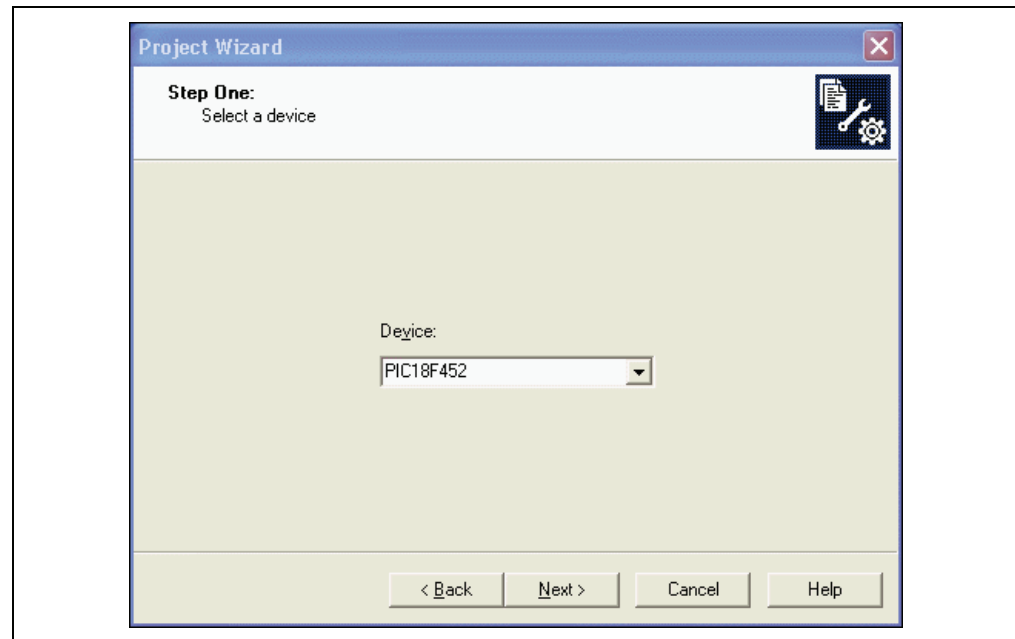 Project Wizard
Step One:
Select a device
Device:
PIC18F452
< Back Next > Cancel Help